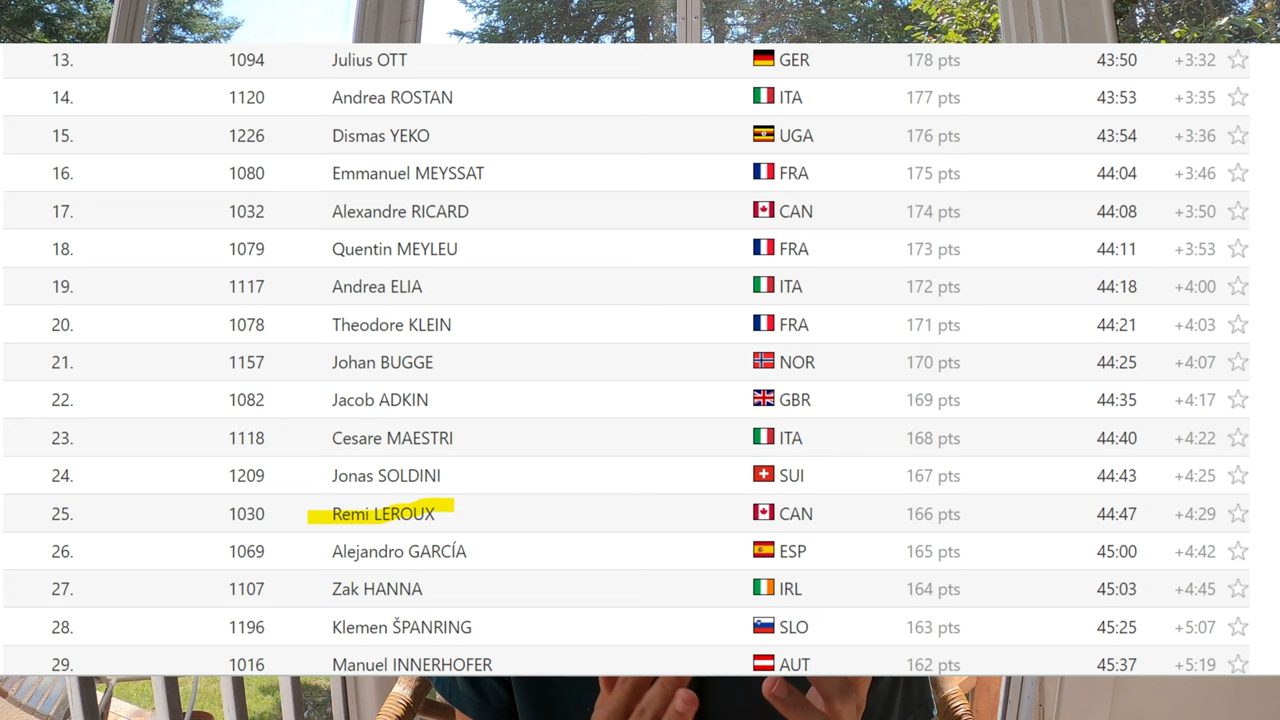 13. 1094 Julius OTT GER 178 pts 43:50 +3:32
14. 1120 Andrea ROSTAN ITA 177 pts 43:53 +3:35
15. 1226 Dismas YEKO UGA 176 pts 43:54 +3:36
16. 1080 Emmanuel MEYSSAT FRA 175 pts 44:04 +3:46
17. 1032 Alexandre RICARD CAN 174 pts 44:08 +3:50
18. 1079 Quentin MEYLEU FRA 173 pts 44:11 +3:53
19. 1117 Andrea ELIA ITA 172 pts 44:18 +4:00
20. 1078 Theodore KLEIN FRA 171 pts 44:21 +4:03
21. 1157 Johan BUGGE NOR 170 pts 44:25 +4:07
22. 1082 Jacob ADKIN GBR 169 pts 44:35 +4:17
23. 1118 Cesare MAESTRI ITA 168 pts 44:40 +4:22
24. 1209 Jonas SOLDINI SUI 167 pts 44:43 +4:25
25. 1030 Remi LEROUX CAN 166 pts 44:47 +4:29
26. 1069 Alejandro GARCÍA ESP 165 pts 45:00 +4:42
27. 1107 Zak HANNA IRL 164 pts 45:03 +4:45
28. 1196 Klemen ŠPANRING SLO 163 pts 45:25 +5:07
29. 1016 Manuel INNERHOFER AUT 162 pts 45:37 +5:19